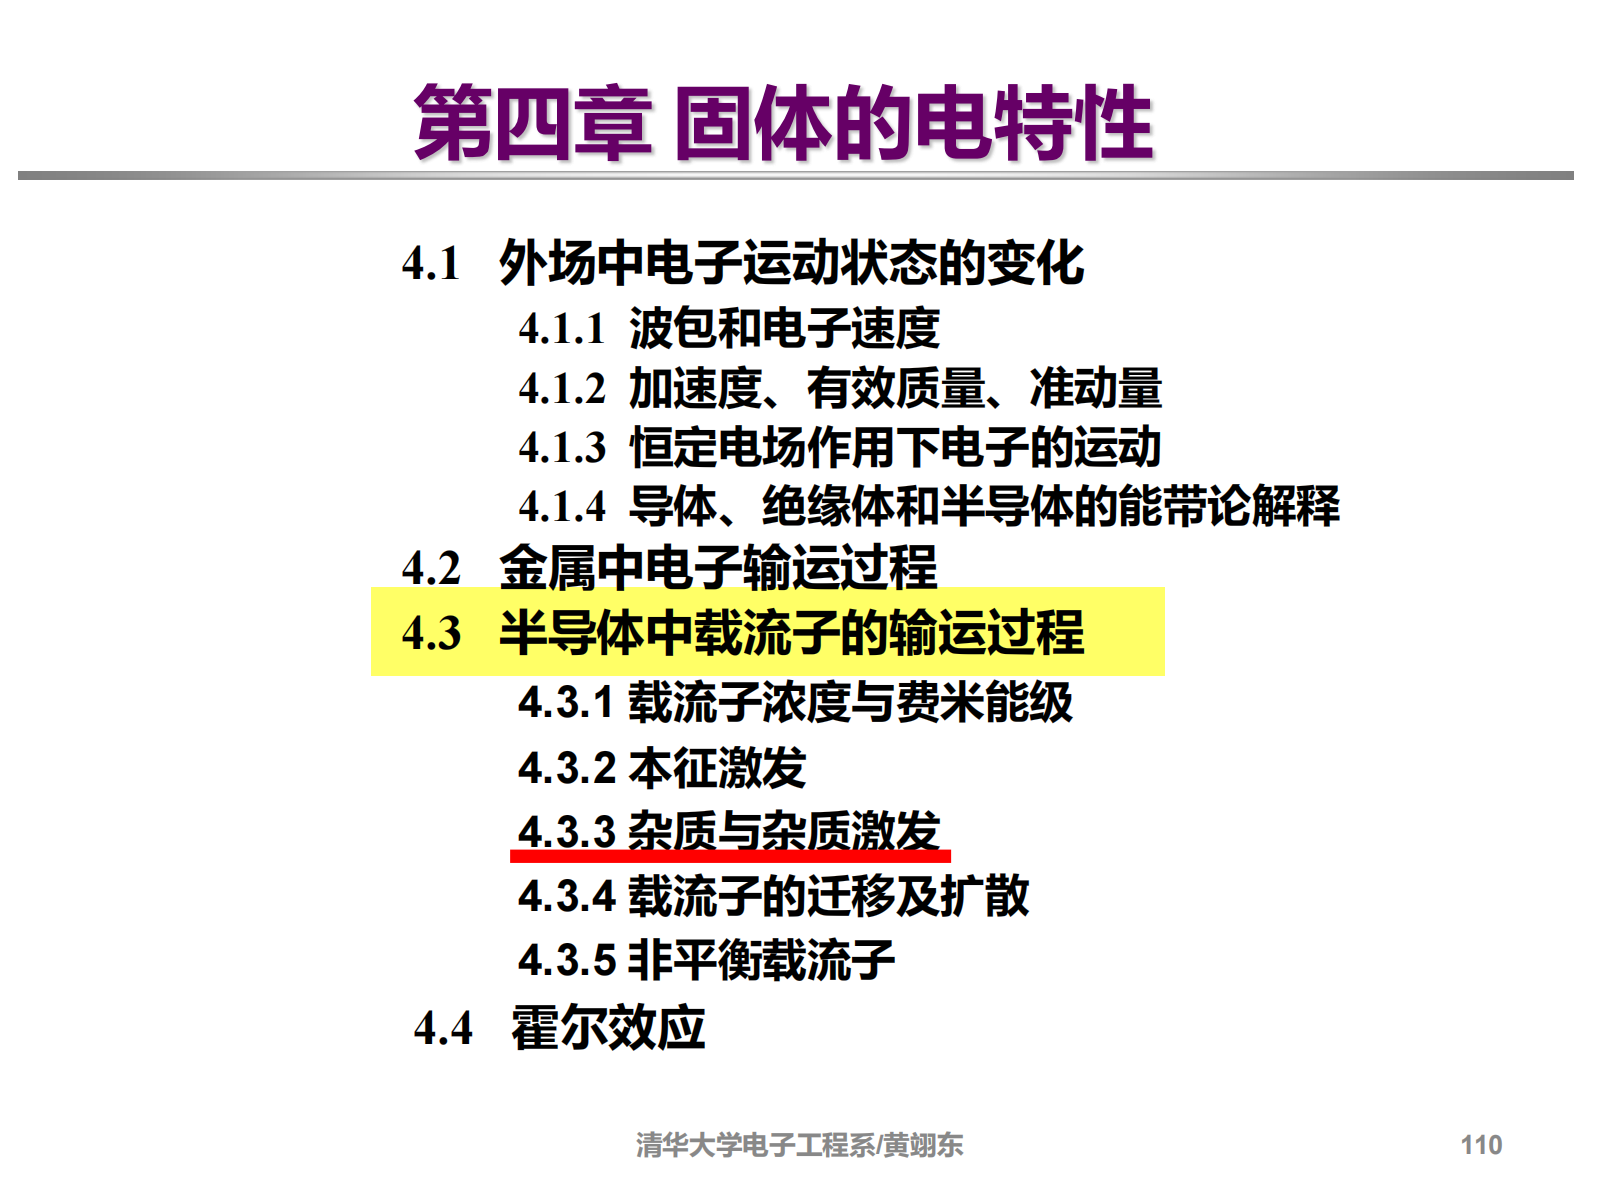 第四章 固体的电特性
4.1 外场中电子运动状态的变化
4.1.1 波包和电子速度
4.1.2 加速度、有效质量、准动量
4.1.3 恒定电场作用下电子的运动
4.1.4 导体、绝缘体和半导体的能带论解释
4.2 金属中电子输运过程
4.3 半导体中载流子的输运过程
4.3.1 载流子浓度与费米能级
4.3.2 本征激发
4.3.3 杂质与杂质激发
4.3.4 载流子的迁移及扩散
4.3.5 非平衡载流子
4.4 霍尔效应
清华大学电子工程系/黄翊东
110